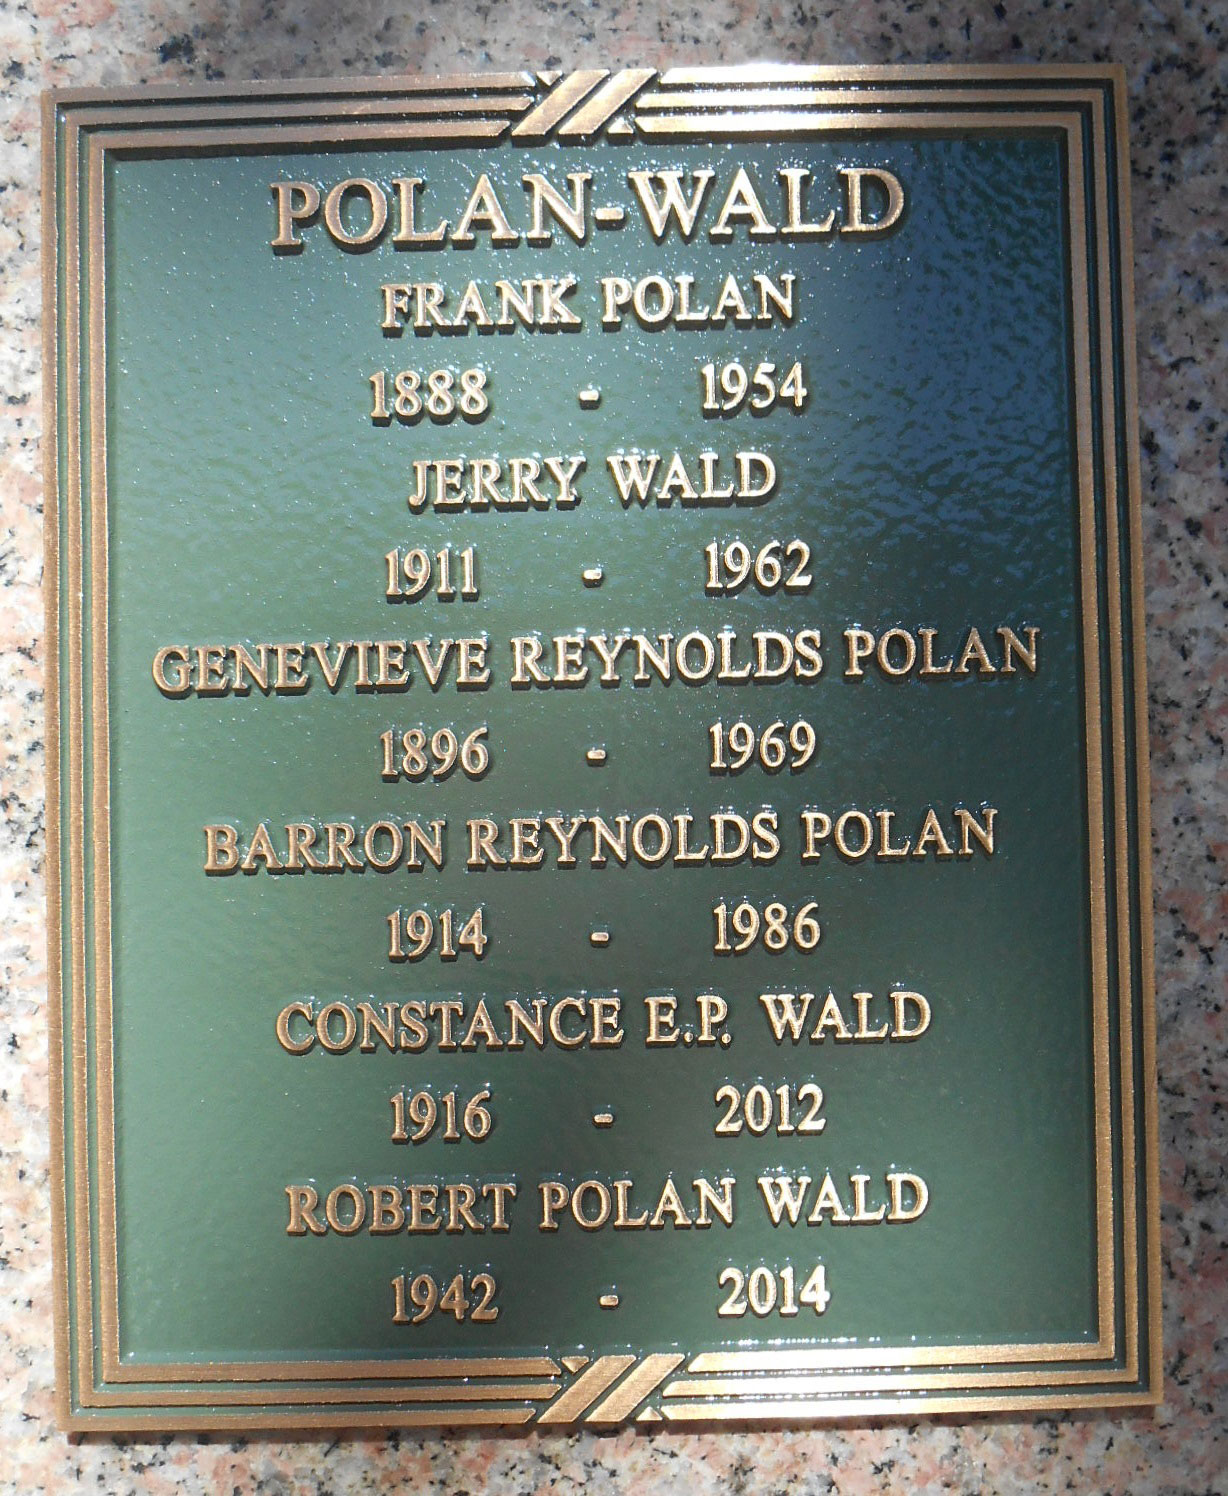 POLAN-WALD
FRANK POLAN
1888 - 1954
JERRY WALD
1911 - 1962
GENEVIEVE REYNOLDS POLAN
1896 - 1969
BARRON REYNOLDS POLAN
1914 - 1986
CONSTANCE E.P. WALD
1916 - 2012
ROBERT POLAN WALD
1942 - 2014